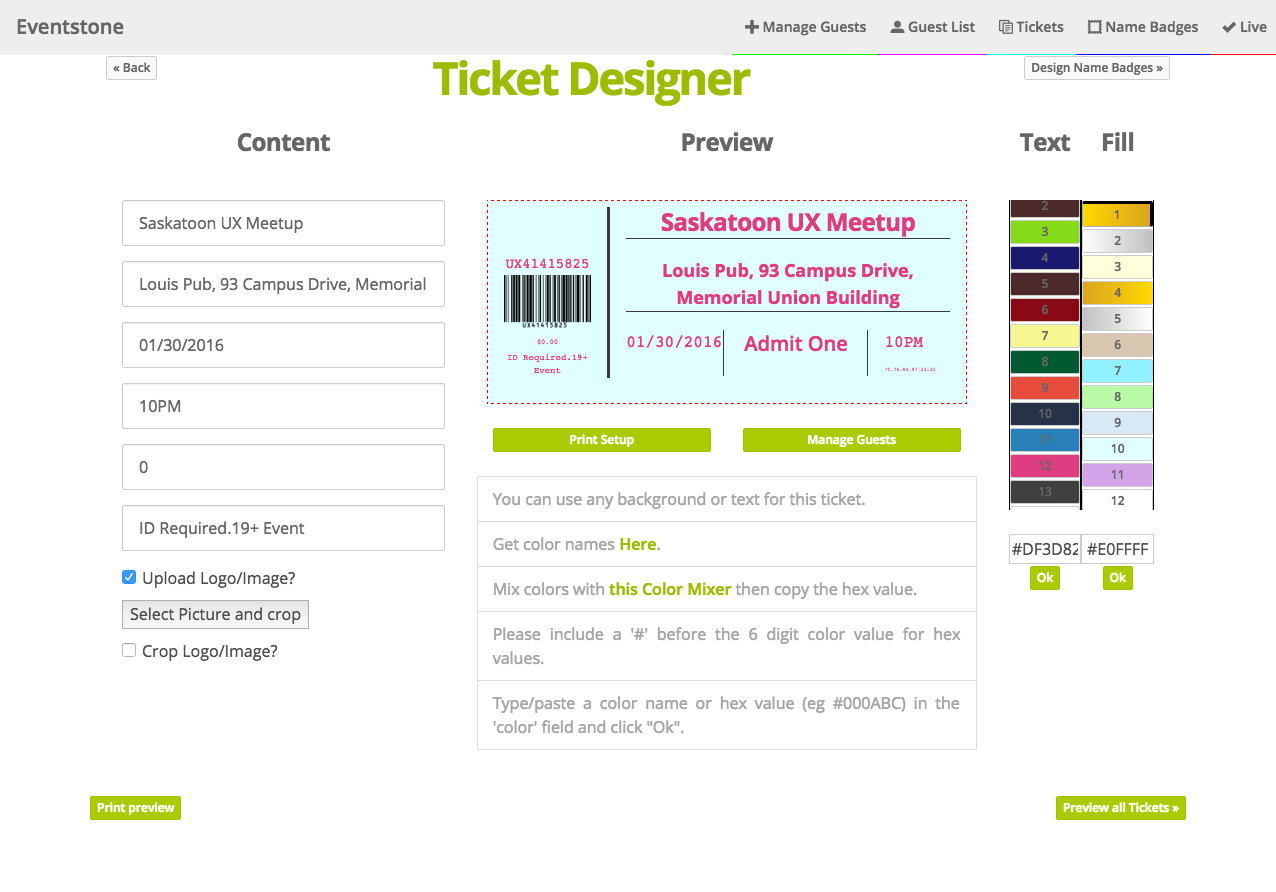 Eventstone
Manage Guests
Guest List
Tickets
Name Badges
Live
« Back
Ticket Designer
Design Name Badges »
Content
Preview
Text
Fill
Saskatoon UX Meetup
Louis Pub, 93 Campus Drive, Memorial
01/30/2016
10PM
0
ID Required.19+ Event
Upload Logo/Image?
Select Picture and crop
Crop Logo/Image?
UX41415825
UX41415825
$0.00
ID Required.19+
Event
Saskatoon UX Meetup
Louis Pub, 93 Campus Drive,
Memorial Union Building
01/30/2016
Admit One
10PM
Print Setup
Manage Guests
You can use any background or text for this ticket.
Get color names Here.
Mix colors with this Color Mixer then copy the hex value.
Please include a '#' before the 6 digit color value for hex
values.
Type/paste a color name or hex value (eg #000ABC) in the
'color' field and click "Ok".
2
3
4
5
6
7
8
9
10
11
12
13
1
2
3
4
5
6
7
8
9
10
11
12
#DF3D82
#E0FFFF
Ok
Ok
Print preview
Preview all Tickets »